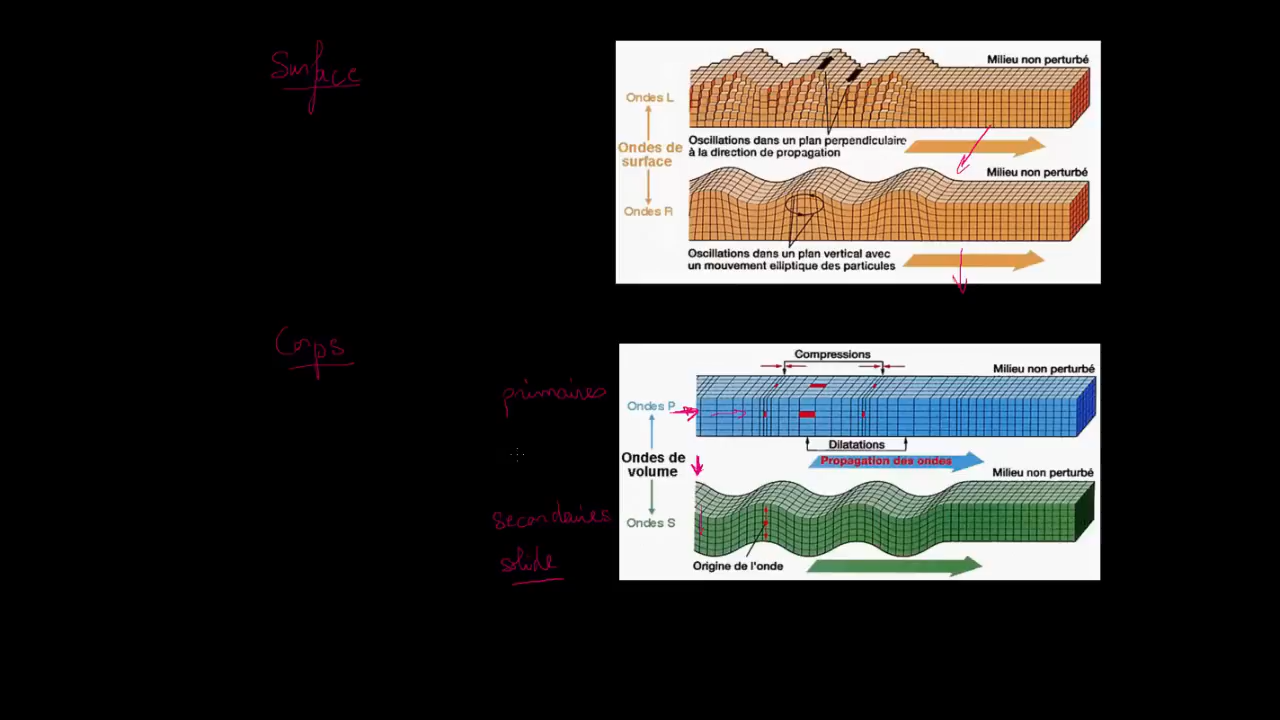 Surface
Milieu non perturbé
Ondes L
Oscillations dans un plan perpendiculaire
à la direction de propagation
Ondes de
surface
Milieu non perturbé
Ondes R
Oscillations dans un plan vertical avec
un mouvement elliptique des particules
Corps
Compressions
Milieu non perturbé
primaires
Ondes P
Dilatations
Ondes de
volume
Propagation des ondes
Milieu non perturbé
secondaires
Ondes S
solide
Origine de l'onde